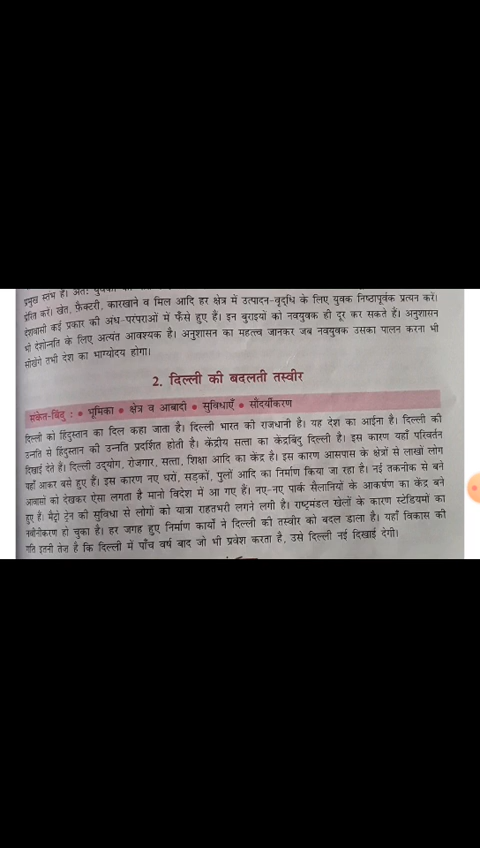 प्रमुख स्तंभ हैं। अतः युवकों
प्रेरित करें। खेत, फ़ैक्टरी, कारखाने व मिल आदि हर क्षेत्र में उत्पादन-वृद्धि के लिए युवक निष्ठापूर्वक प्रयत्न करें।
देशवासी कई प्रकार की अंध-परंपराओं में फँसे हुए हैं। इन बुराइयों को नवयुवक ही दूर कर सकते हैं। अनुशासन
भी देशोन्नति के लिए अत्यंत आवश्यक है। अनुशासन का महत्त्व जानकर जब नवयुवक उसका पालन करना भी
सीखेंगे तभी देश का भाग्योदय होगा।
2. दिल्ली की बदलती तस्वीर
संकेत-बिंदु : • भूमिका • क्षेत्र व आबादी • सुविधाएँ • सौंदर्यीकरण
दिल्ली को हिंदुस्तान का दिल कहा जाता है। दिल्ली भारत की राजधानी है। यह देश का आईना है। दिल्ली की
उन्नति से हिंदुस्तान की उन्नति प्रदर्शित होती है। केंद्रीय सत्ता का केंद्रबिंदु दिल्ली है। इस कारण यहाँ परिवर्तन
दिखाई देते हैं। दिल्ली उद्योग, रोजगार, सत्ता, शिक्षा आदि का केंद्र है। इस कारण आसपास के क्षेत्रों से लाखों लोग
यहाँ आकर बसे हुए हैं। इस कारण नए घरों, सड़कों, पुलों आदि का निर्माण किया जा रहा है। नई तकनीक से बने
आवासों को देखकर ऐसा लगता है मानो विदेश में आ गए हैं। नए-नए पार्क सैलानियों के आकर्षण का केंद्र बने
हुए हैं। मैट्रो ट्रेन की सुविधा से लोगों को यात्रा राहतभरी लगने लगी है। राष्ट्रमंडल खेलों के कारण स्टेडियमों का
नवीनीकरण हो चुका है। हर जगह हुए निर्माण कार्यों ने दिल्ली की तस्वीर को बदल डाला है। यहाँ विकास की
गति इतनी तेज़ है कि दिल्ली में पाँच वर्ष बाद जो भी प्रवेश करता है, उसे दिल्ली नई दिखाई देगी।